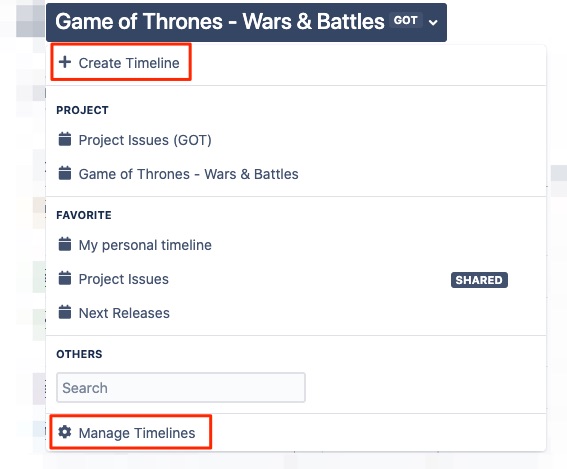 Game of Thrones - Wars & Battles GOT
Create Timeline
PROJECT
Project Issues (GOT)
Game of Thrones - Wars & Battles
FAVORITE
My personal timeline
Project Issues SHARED
Next Releases
OTHERS
Search
Manage Timelines